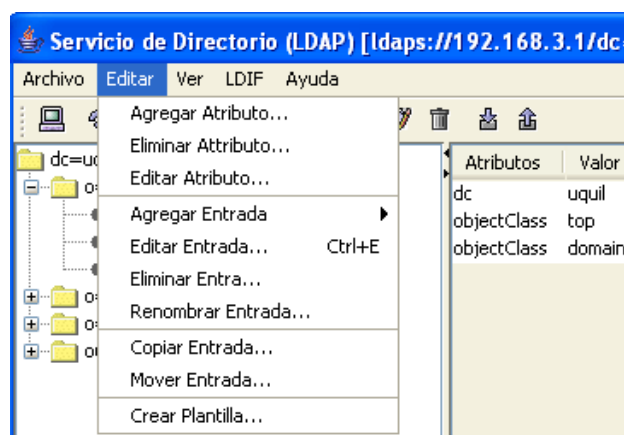 Servicio de Directorio (LDAP) [ldaps://192.168.3.1/dc=
Archivo Editar Ver LDIF Ayuda
Agregar Atributo...
Eliminar Attributo...
Editar Atributo...
Agregar Entrada
Editar Entrada... Ctrl+E
Eliminar Entra...
Renombrar Entrada...
Copiar Entrada...
Mover Entrada...
Crear Plantilla...
Atributos Valor
dc uquil
objectClass top
objectClass domain